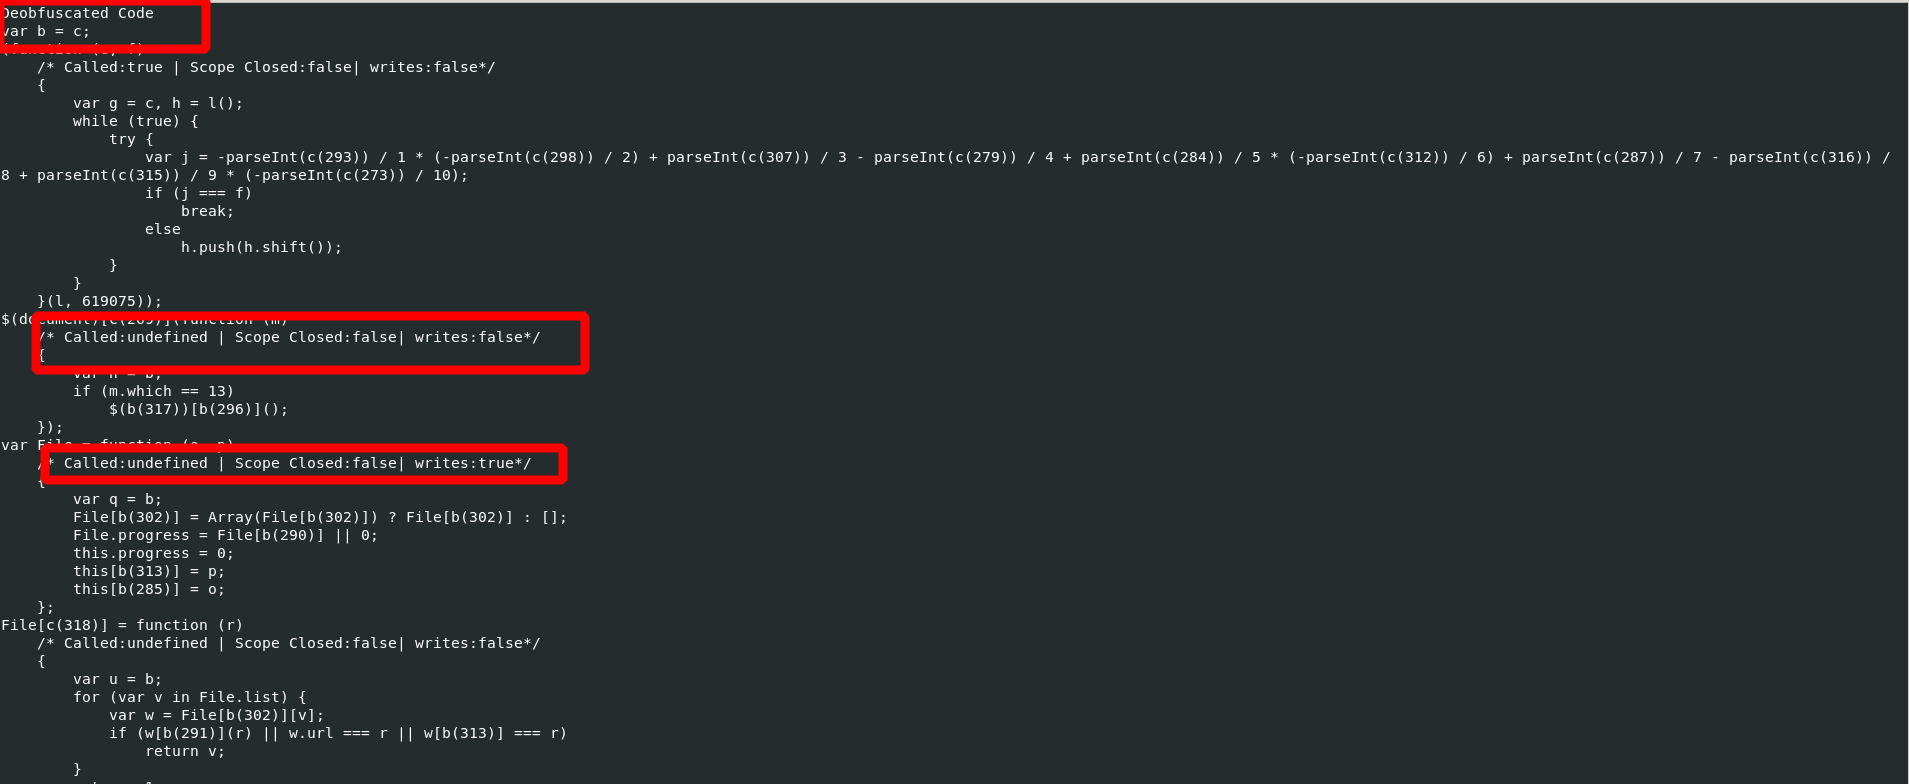 Deobfuscated Code
var b = c;
/* Called:true | Scope Closed:false| writes:false*/
{
var g = c, h = l();
while (true) {
try {
var j = -parseInt(c(293)) / 1 * (-parseInt(c(298)) / 2) + parseInt(c(307)) / 3 - parseInt(c(279)) / 4 + parseInt(c(284)) / 5 * (-parseInt(c(312)) / 6) + parseInt(c(287)) / 7 - parseInt(c(316)) /
8 + parseInt(c(315)) / 9 * (-parseInt(c(273)) / 10);
if (j === f)
break;
else
h.push(h.shift());
}
}
}(l, 619075));
$(document)[c(289)](function (m)
/* Called:undefined | Scope Closed:false| writes:false*/
{
var n = b;
if (m.which == 13)
$(b(317))[b(296)]();
});
var File = function (o, p)
/* Called:undefined | Scope Closed:false| writes:true*/
{
var q = b;
File[b(302)] = Array(File[b(302)]) ? File[b(302)] : [];
File.progress = File[b(290)] || 0;
this.progress = 0;
this[b(313)] = p;
this[b(285)] = o;
};
File[c(318)] = function (r)
/* Called:undefined | Scope Closed:false| writes:false*/
{
var u = b;
for (var v in File.list) {
var w = File[b(302)][v];
if (w[b(291)](r) || w.url === r || w[b(313)] === r)
return v;
}